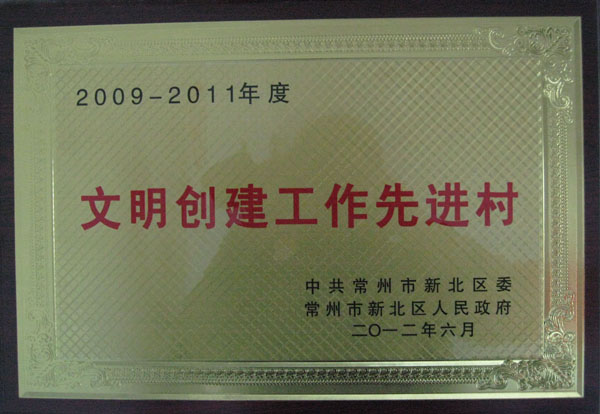 2009-2011年度
文明创建工作先进村
中共常州市新北区委
常州市新北区人民政府
二〇一二年六月